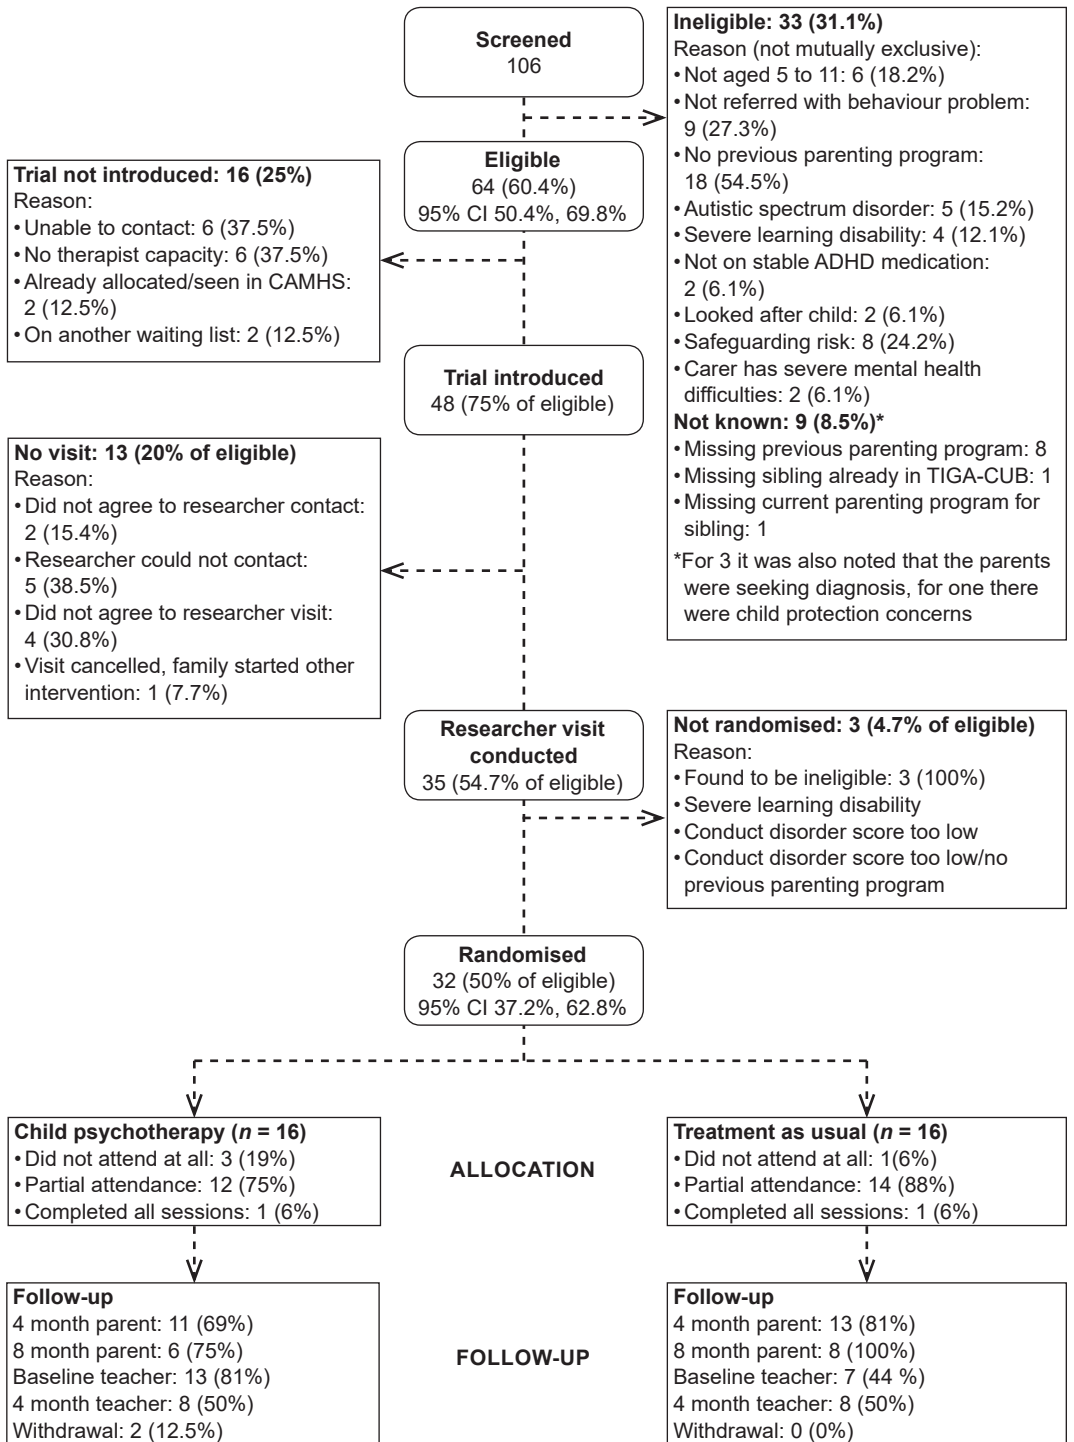 Screened
106
Ineligible: 33 (31.1%)
Reason (not mutually exclusive):
• Not aged 5 to 11: 6 (18.2%)
• Not referred with behaviour problem:
9 (27.3%)
• No previous parenting program:
18 (54.5%)
• Autistic spectrum disorder: 5 (15.2%)
• Severe learning disability: 4 (12.1%)
• Not on stable ADHD medication:
2 (6.1%)
• Looked after child: 2 (6.1%)
• Safeguarding risk: 8 (24.2%)
• Carer has severe mental health
difficulties: 2 (6.1%)
Not known: 9 (8.5%)*
• Missing previous parenting program: 8
• Missing sibling already in TIGA-CUB: 1
• Missing current parenting program for
sibling: 1
*For 3 it was also noted that the parents
were seeking diagnosis, for one there
were child protection concerns
Eligible
64 (60.4%)
95% CI 50.4%, 69.8%
Trial not introduced: 16 (25%)
Reason:
• Unable to contact: 6 (37.5%)
• No therapist capacity: 6 (37.5%)
• Already allocated/seen in CAMHS:
2 (12.5%)
• On another waiting list: 2 (12.5%)
Trial introduced
48 (75% of eligible)
No visit: 13 (20% of eligible)
Reason:
• Did not agree to researcher contact:
2 (15.4%)
• Researcher could not contact:
5 (38.5%)
• Did not agree to researcher visit:
4 (30.8%)
• Visit cancelled, family started other
intervention: 1 (7.7%)
Researcher visit
conducted
35 (54.7% of eligible)
Not randomised: 3 (4.7% of eligible)
Reason:
• Found to be ineligible: 3 (100%)
• Severe learning disability
• Conduct disorder score too low
• Conduct disorder score too low/no
previous parenting program
Randomised
32 (50% of eligible)
95% CI 37.2%, 62.8%
Child psychotherapy (n = 16)
• Did not attend at all: 3 (19%)
• Partial attendance: 12 (75%)
• Completed all sessions: 1 (6%)
ALLOCATION
Treatment as usual (n = 16)
• Did not attend at all: 1(6%)
• Partial attendance: 14 (88%)
• Completed all sessions: 1 (6%)
Follow-up
4 month parent: 11 (69%)
8 month parent: 6 (75%)
Baseline teacher: 13 (81%)
4 month teacher: 8 (50%)
Withdrawal: 2 (12.5%)
FOLLOW-UP
Follow-up
4 month parent: 13 (81%)
8 month parent: 8 (100%)
Baseline teacher: 7 (44 %)
4 month teacher: 8 (50%)
Withdrawal: 0 (0%)